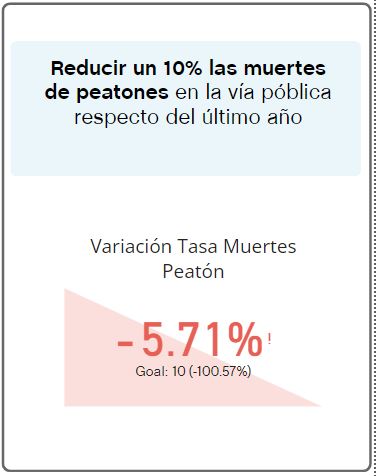 Reducir un 10% las muertes
de peatones en la vía póblica
respecto del último año
Variación Tasa Muertes
Peatón
-5.71%!
Goal: 10 (-100.57%)